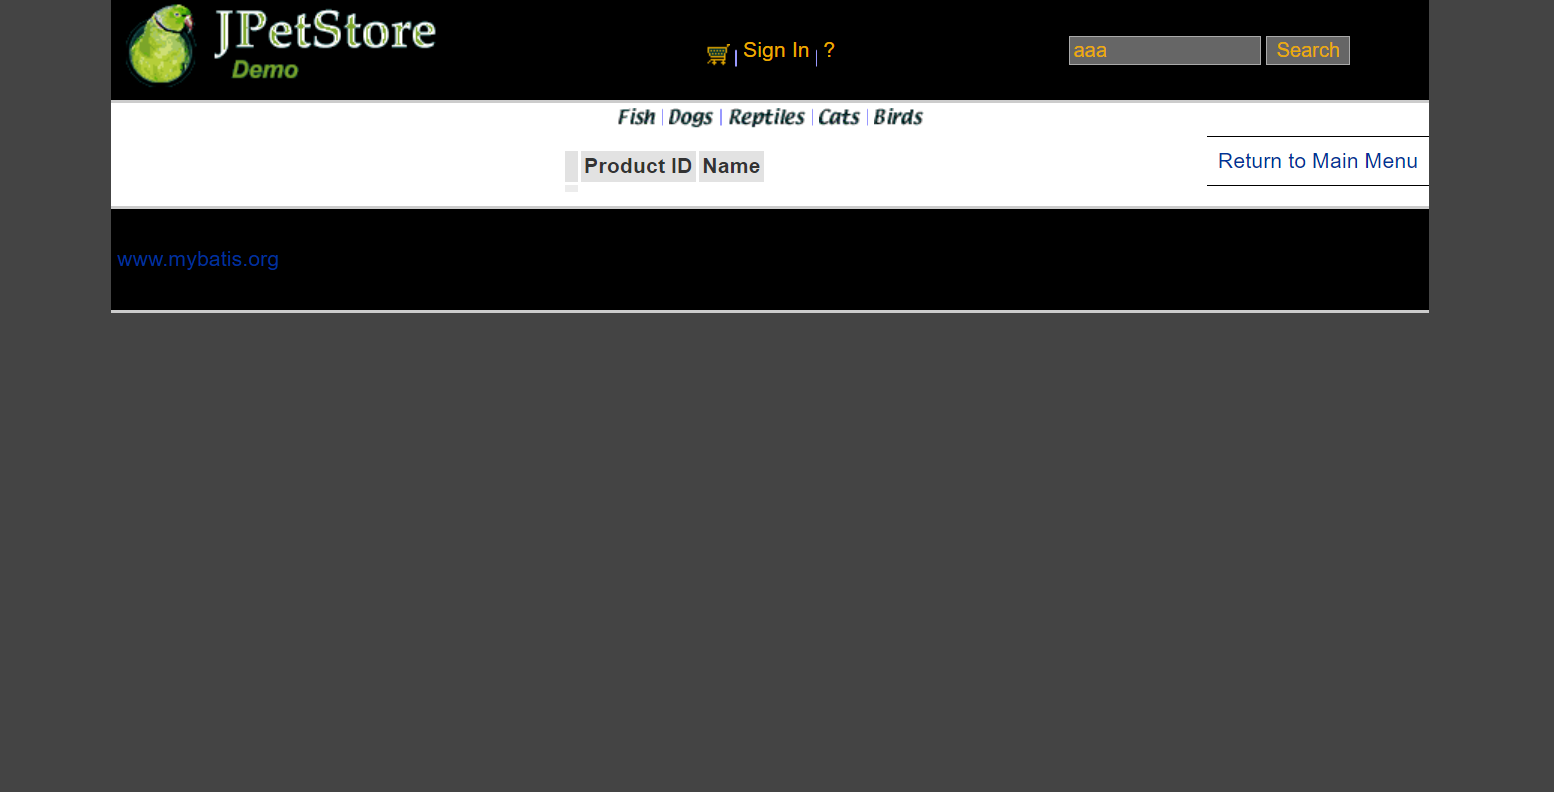 JPetStore
Demo
Sign In ?
aaa Search
Fish Dogs Reptiles Cats Birds
Return to Main Menu
Product ID Name
www.mybatis.org